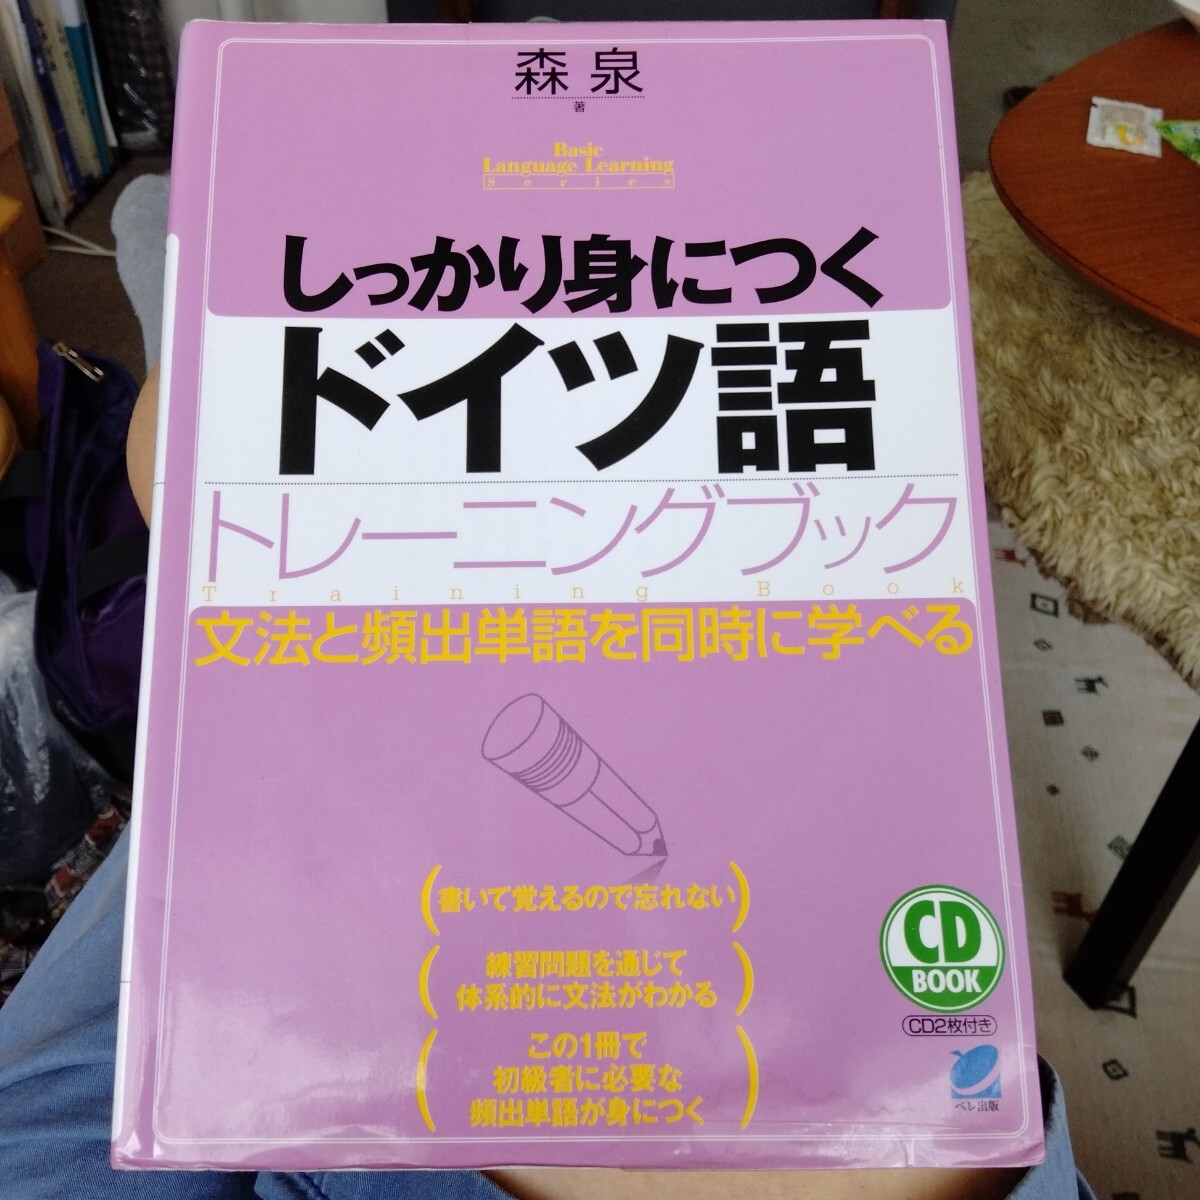 森 泉
著
Basic
Language Learning
Series
しっかり身につく
ドイツ語
トレーニングブック
Training Book
文法と頻出単語を同時に学べる
書いて覚えるので忘れない
練習問題を通じて
体系的に文法がわかる
この1冊で
初級者に必要な
頻出単語が身につく
CD
BOOK
CD2枚付き
ベレ出版